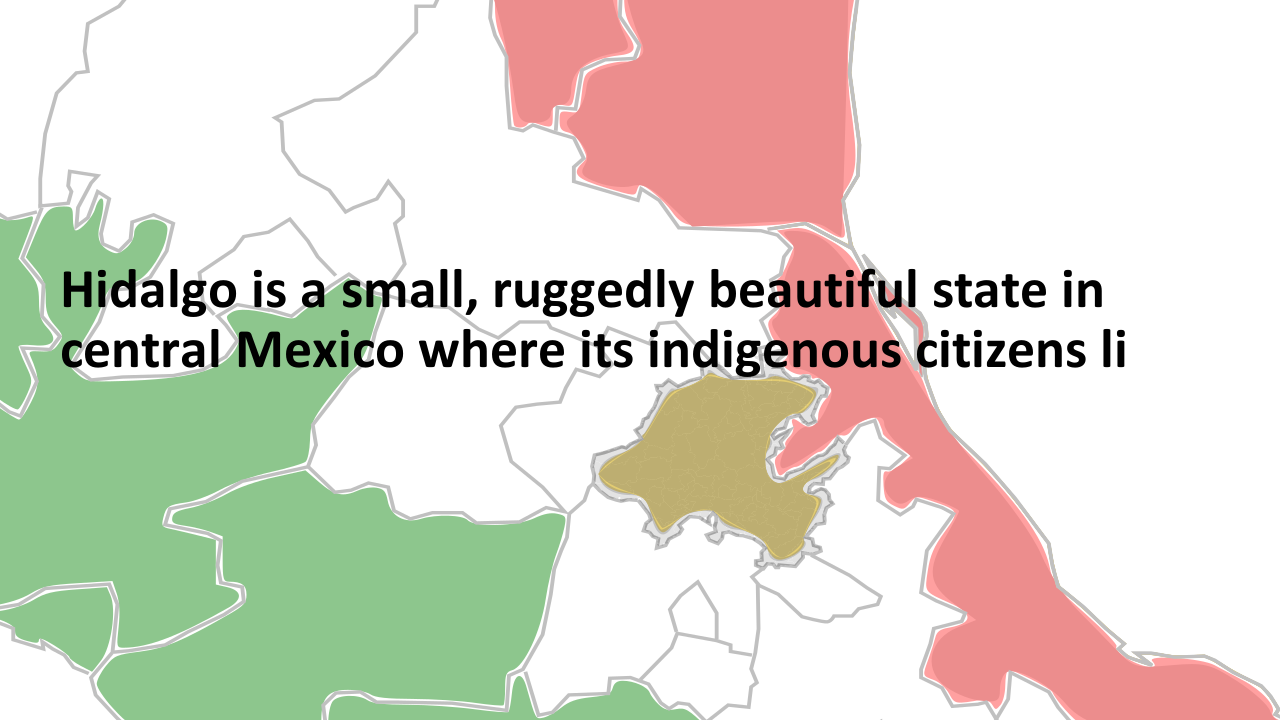 Hidalgo is a small, ruggedly beautiful state in
central Mexico where its indigenous citizens li